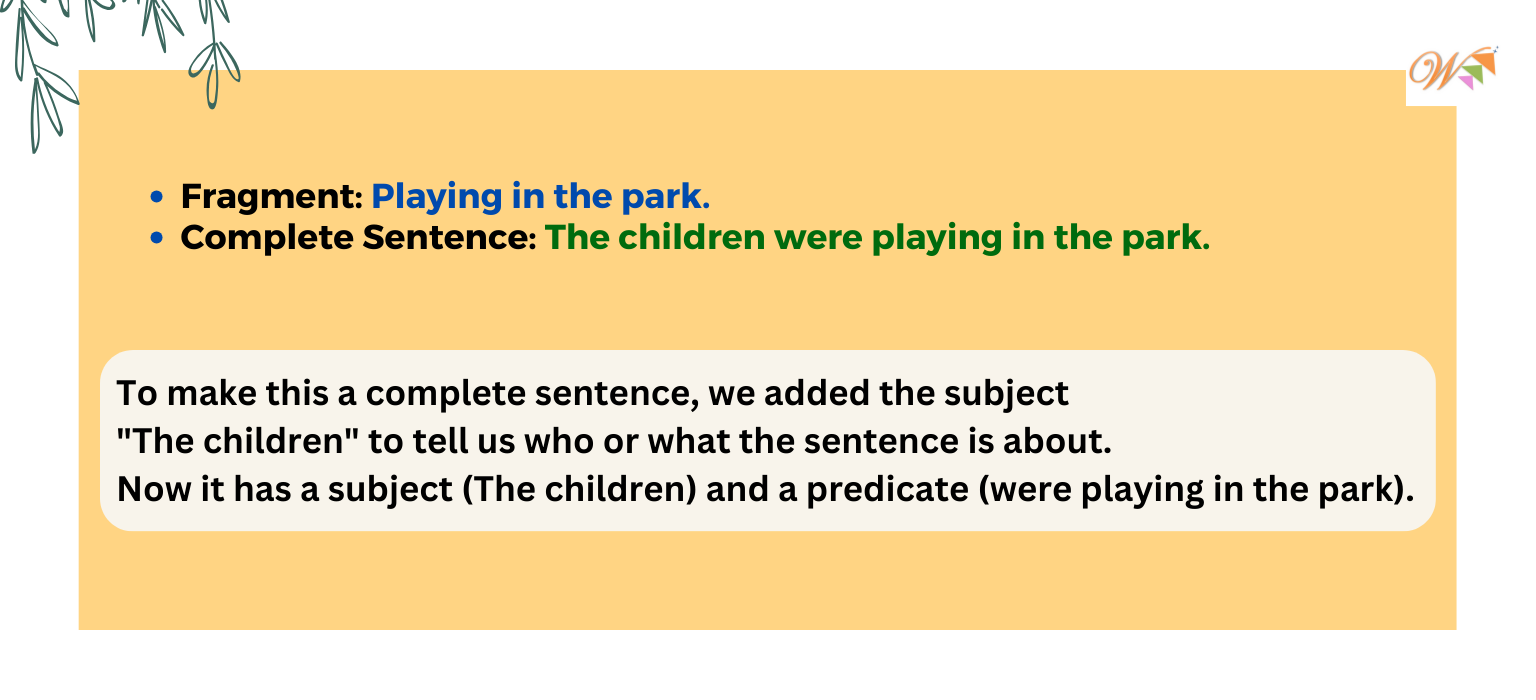 W
Fragment: Playing in the park.
Complete Sentence: The children were playing in the park.
To make this a complete sentence, we added the subject
"The children" to tell us who or what the sentence is about.
Now it has a subject (The children) and a predicate (were playing in the park).